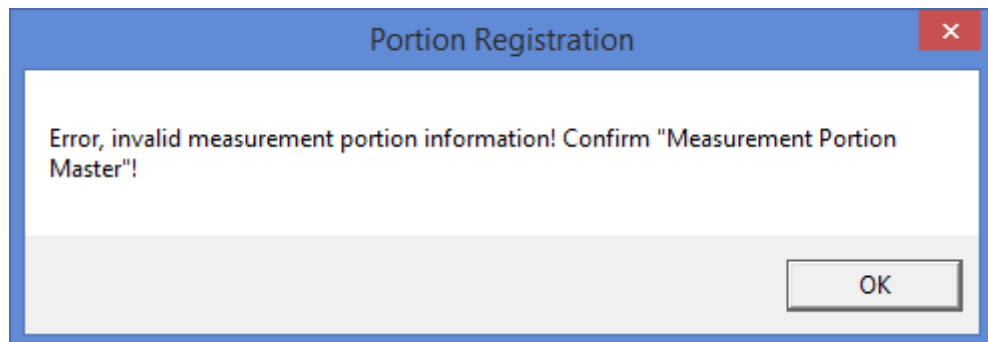 Portion Registration
Error, invalid measurement portion information! Confirm "Measurement Portion
Master"!
OK